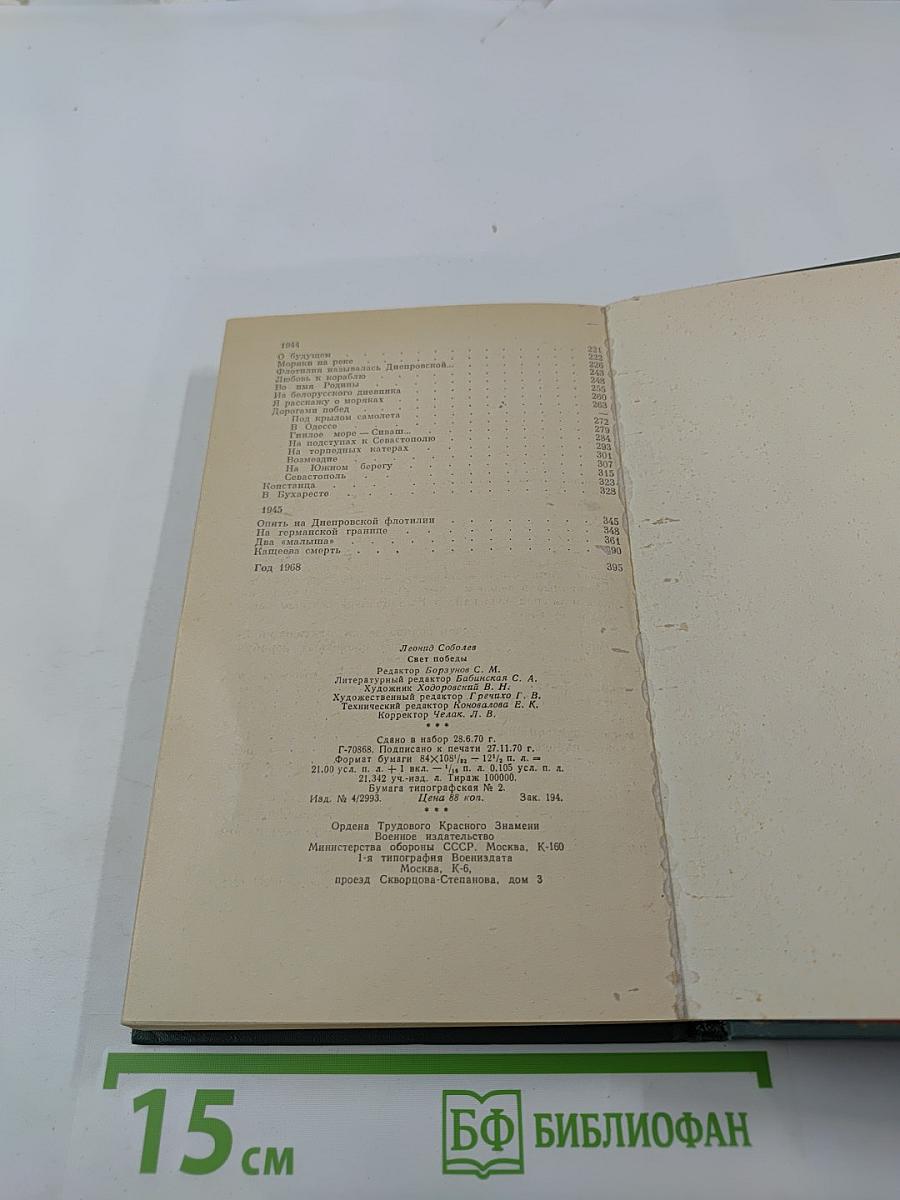 1944
О будущем . . . . . . . . . . . . 221
Моряки на реке . . . . . . . . . . . . 222
Флотилия называлась Днепровской... . . . . . . . 226
Любовь к кораблю . . . . . . . . . . . . 243
Во имя Родины . . . . . . . . . . . . 248
Из белорусского дневника . . . . . . . . . . 255
Я расскажу о моряках . . . . . . . . . . 260
Дорогами побед . . . . . . . . . . . . 263
Под крылом самолета . . . . . . . . . . —
В Одессе . . . . . . . . . . . . 272
Гнилое море — Сиваш... . . . . . . . . . 279
На подступах к Севастополю . . . . . . . . 284
На торпедных катерах . . . . . . . . . . 293
Возмездие . . . . . . . . . . . . 301
На Южном берегу . . . . . . . . . . 307
Севастополь . . . . . . . . . . . . 315
Констанца . . . . . . . . . . . . 323
В Бухаресте . . . . . . . . . . . . 328
1945
Опять на Днепровской флотилии . . . . . . . . 345
На германской границе . . . . . . . . . . 348
Два «малыша» . . . . . . . . . . . . 361
Кащеева смерть . . . . . . . . . . . . 90
Год 1968 395
Леонид Соболев
Свет победы
Редактор Борзунов С. М.
Литературный редактор Бабинская С. А.
Художник Ходоровский В. Н.
Художественный редактор Гречихо Г. В.
Технический редактор Коновалова Е. К.
Корректор Челак. Л. В.
* * *
Сдано в набор 28.6.70 г.
Г-70868. Подписано к печати 27.11.70 г.
Формат бумаги 84×108¹/₃₂ — 12¹/₂ п. л. =
21.00 усл. п. л. + 1 вкл. — ¹/₁₆ п. л. 0.105 усл. п. л.
21,342 уч.-изд. л. Тираж 100000.
Бумага типографская № 2.
Изд. № 4/2993. Цена 88 коп. Зак. 194.
* * *
Ордена Трудового Красного Знамени
Военное издательство
Министерства обороны СССР. Москва, К-160
1-я типография Воениздата
Москва, К-6,
проезд Скворцова-Степанова, дом 3
15 см
БФ БИБЛИОФАН